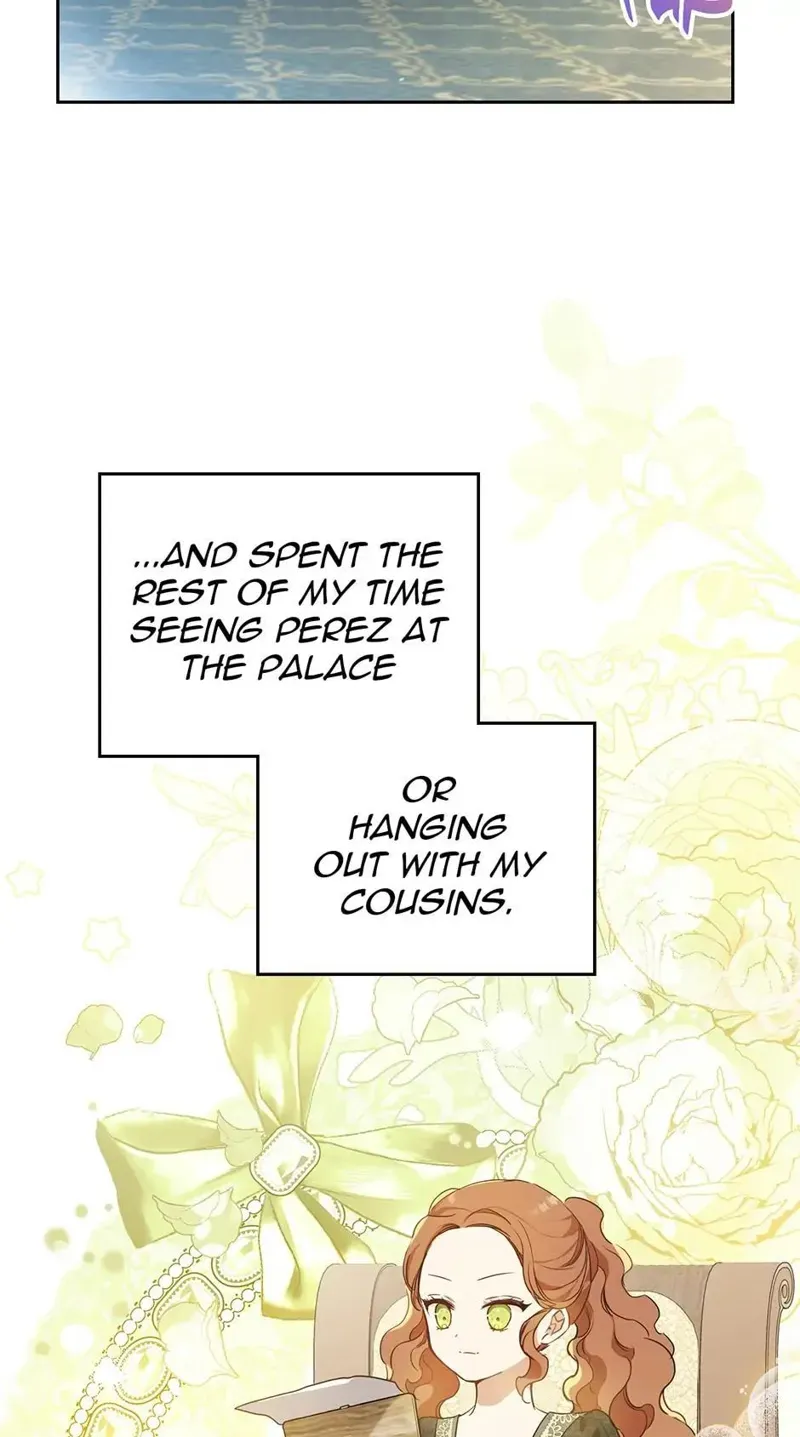 ...AND SPENT THE
REST OF MY TIME
SEEING PEREZ AT
THE PALACE
OR
HANGING
OUT WITH MY
COUSINS.